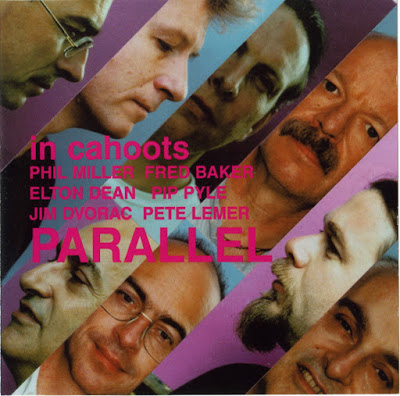 in cahoots
PHIL MILLER FRED BAKER
ELTON DEAN PIP PYLE
JIM DVORAC PETE LEMER
PARALLEL